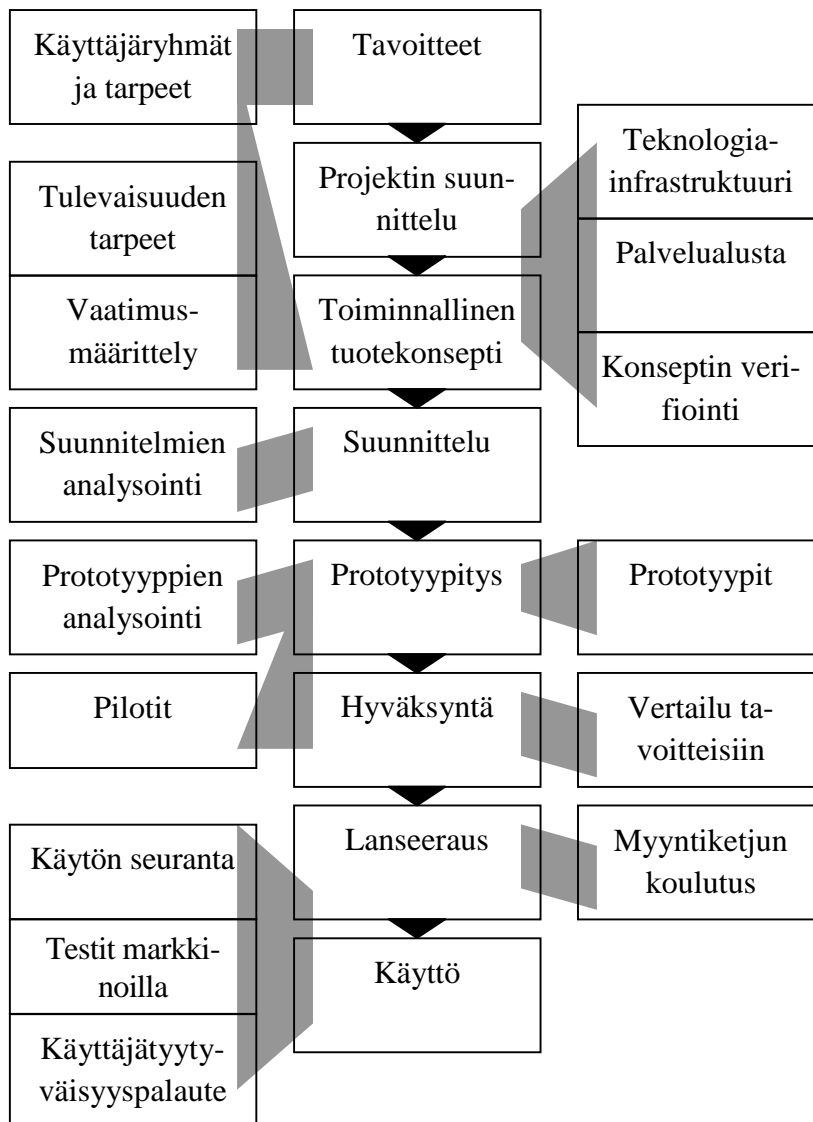 Käyttäjäryhmät
ja tarpeet
Tavoitteet
Teknologia-
infrastruktuuri
Projektin suun-
nittelu
Tulevaisuuden
tarpeet
Palvelualusta
Vaatimus-
määrittely
Toiminnallinen
tuotekonsepti
Konseptin veri-
fiointi
Suunnitelmien
analysointi
Suunnittelu
Prototyyppien
analysointi
Prototyypitys
Prototyypit
Pilotit
Hyväksyntä
Vertailu ta-
voitteisiin
Käytön seuranta
Lanseeraus
Myyntiketjun
koulutus
Testit markki-
noilla
Käyttö
Käyttäjätyyty-
väisyyspalaute